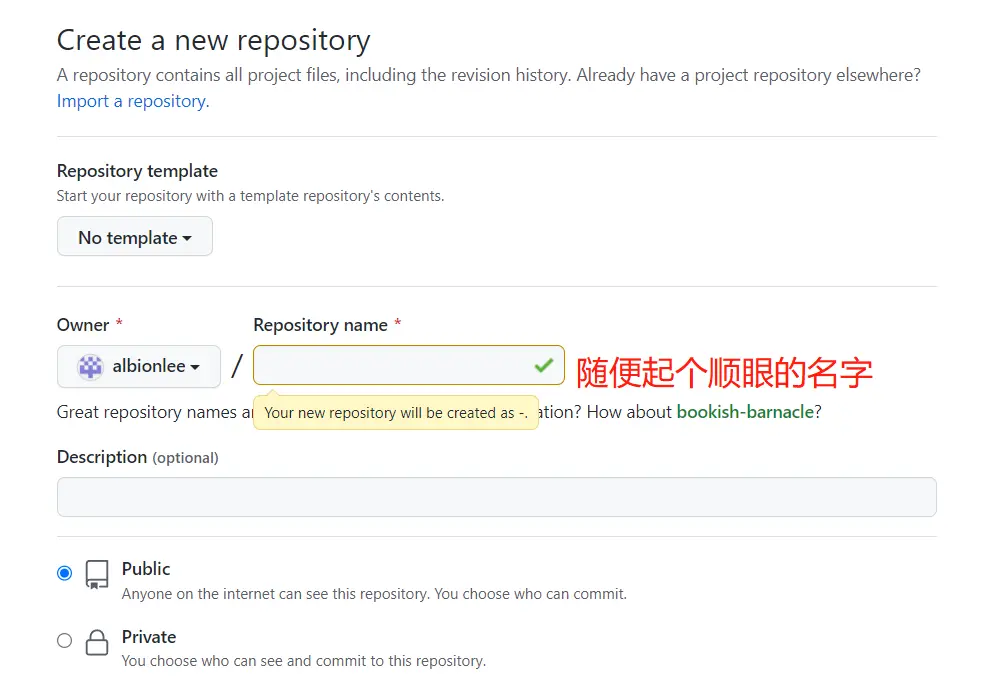 Create a new repository
A repository contains all project files, including the revision history. Already have a project repository elsewhere?
Import a repository.
Repository template
Start your repository with a template repository's contents.
No template
Owner *
Repository name *
albionlee
/
随便起个顺眼的名字
Great repository names a
Your new repository will be created as -.
ation? How about bookish-barnacle?
Description (optional)
Public
Anyone on the internet can see this repository. You choose who can commit.
Private
You choose who can see and commit to this repository.